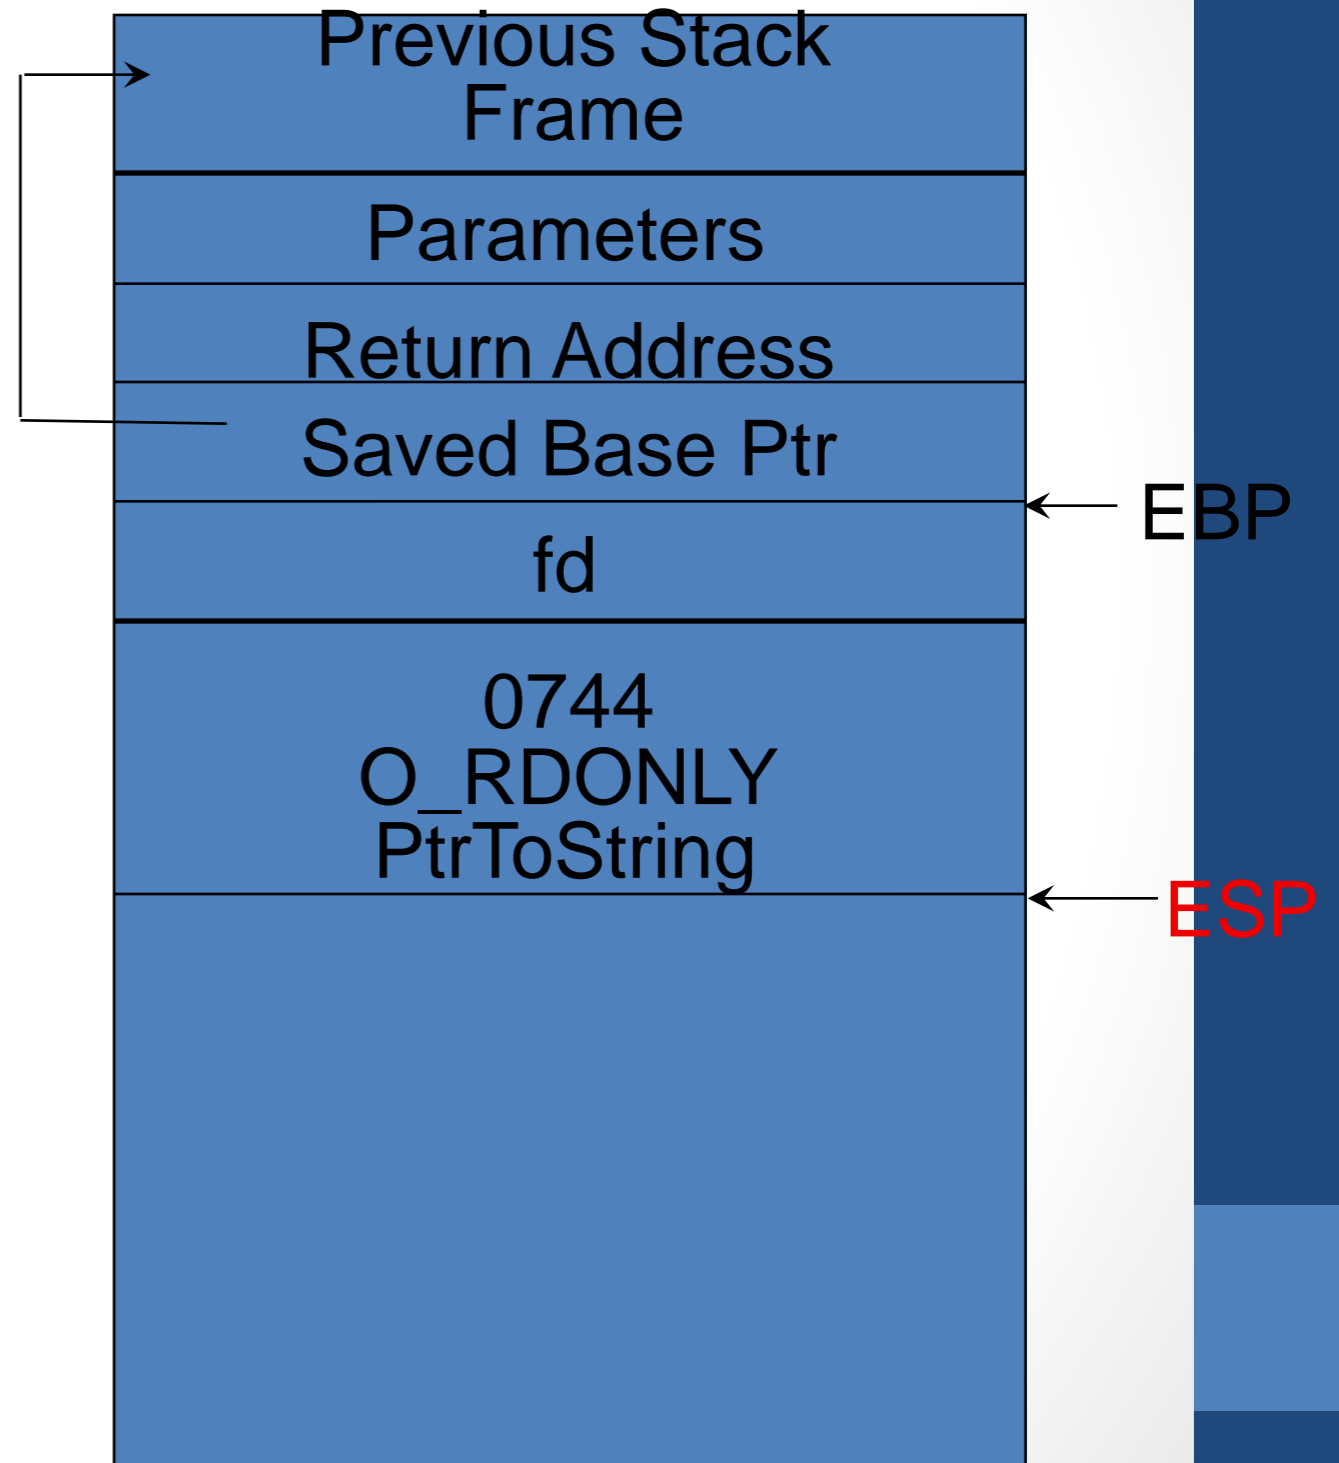 Previous Stack
Frame
Parameters
Return Address
Saved Base Ptr
EBP
fd
0744
O_RDONLY
PtrToString
ESP